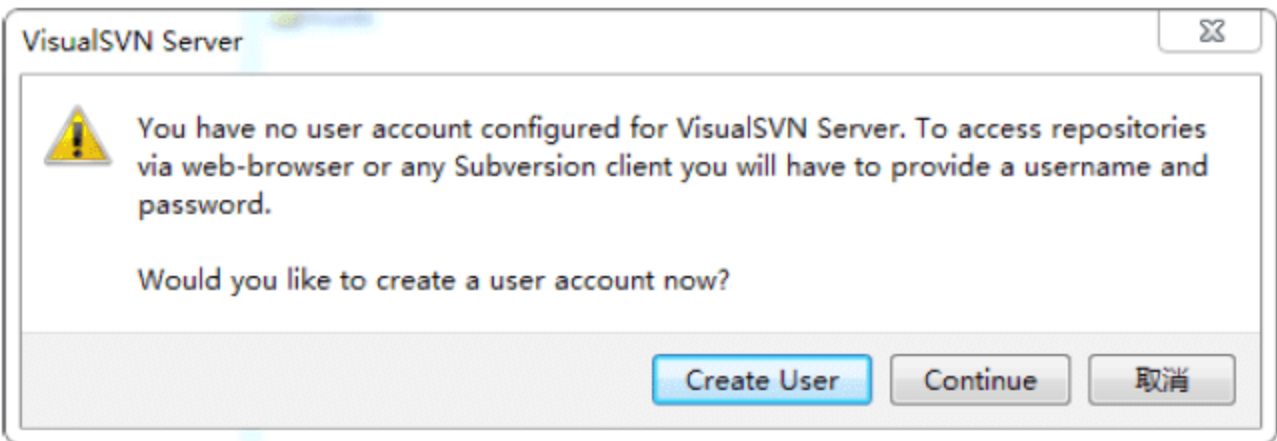 VisualSVN Server
You have no user account configured for VisualSVN Server. To access repositories
via web-browser or any Subversion client you will have to provide a username and
password.
Would you like to create a user account now?
Create User
Continue
取消